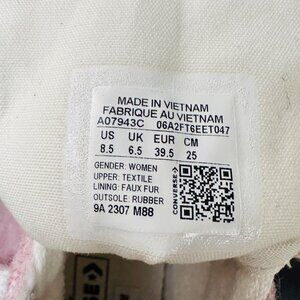 MADE IN VIETNAM
FABRIQUE AU VIETNAM
A07943C 06A2FT6EET047
US UK EUR CM
8.5 6.5 39.5 25
GENDER: WOMEN
UPPER: TEXTILE
LINING: FAUX FUR
OUTSOLE: RUBBER
9A 2307 M88
CONVERSE